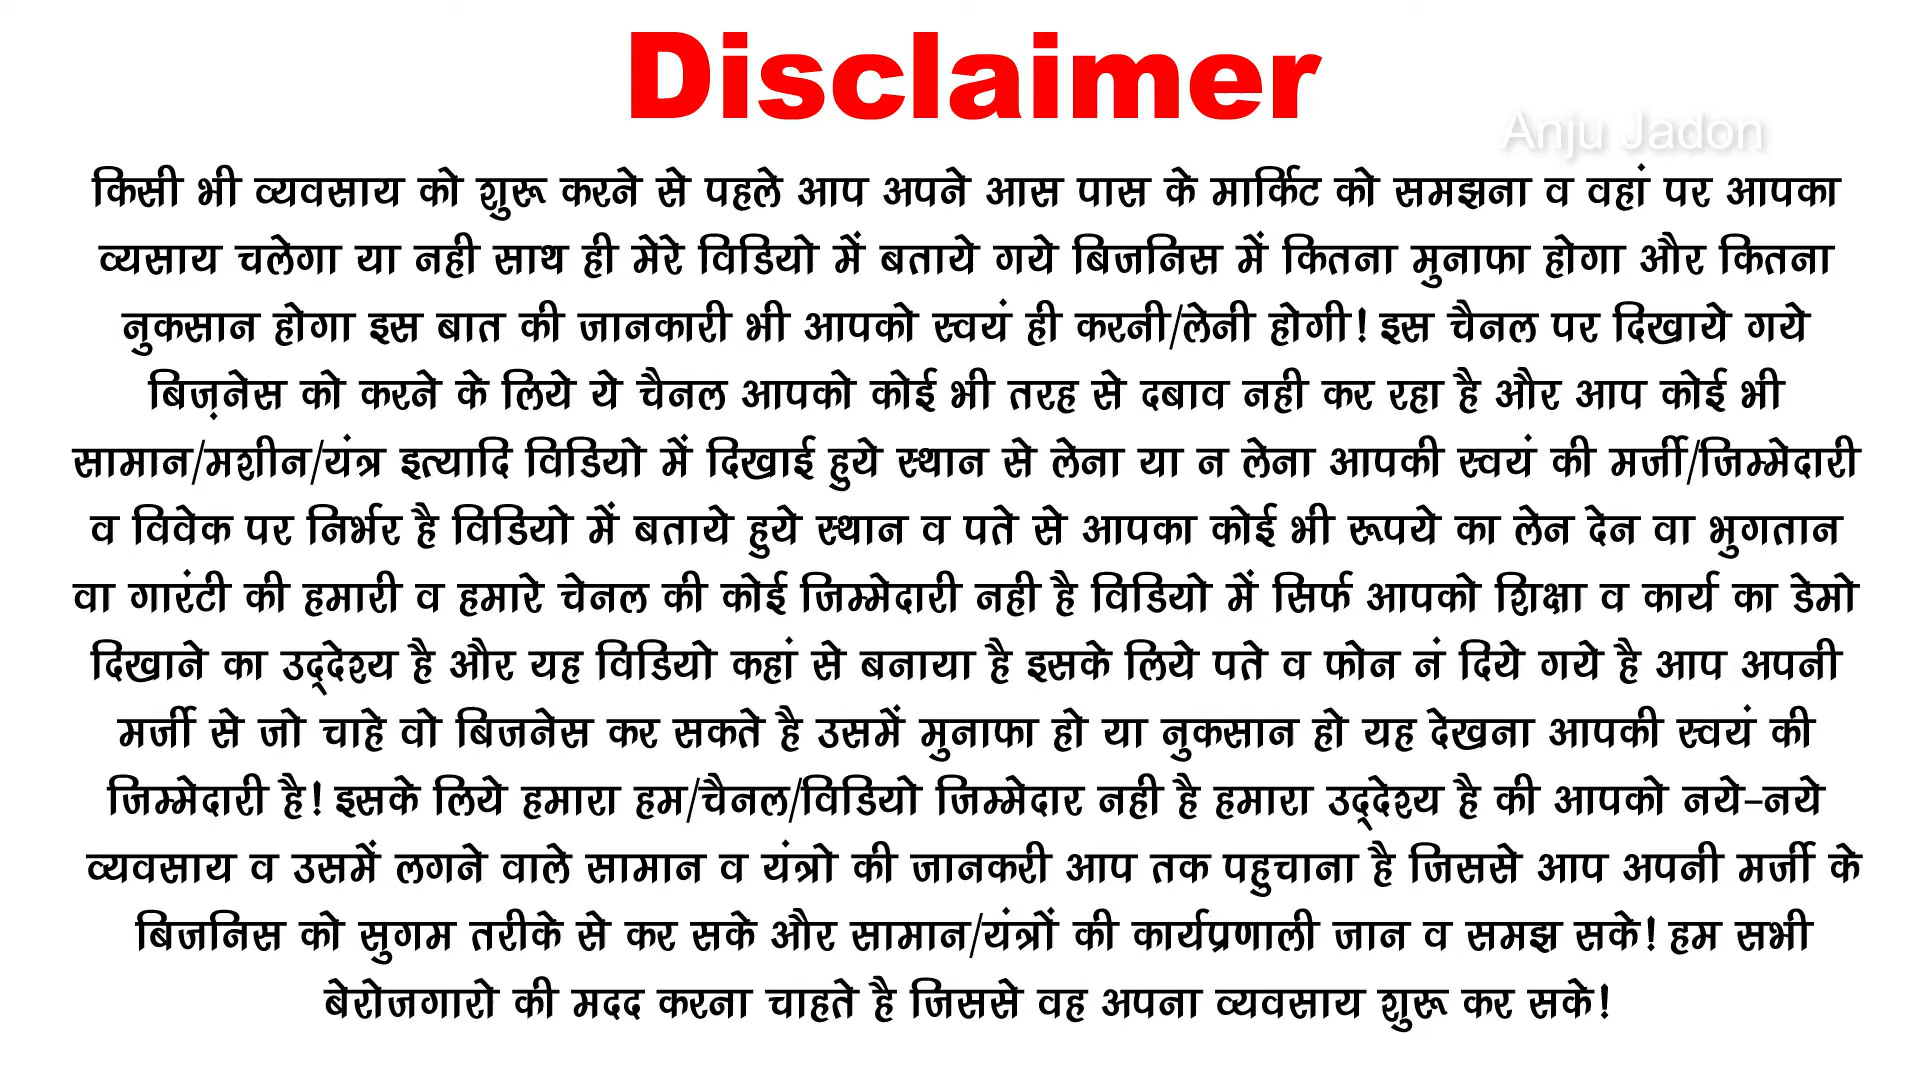 Disclaimer
Anju Jadon
किसी भी व्यवसाय को शुरू करने से पहले आप अपने आस पास के मार्किट को समझना व वहां पर आपका
व्यसाय चलेगा या नही साथ ही मेरे विडियो में बताये गये बिजनिस में कितना मुनाफा होगा और कितना
नुकसान होगा इस बात की जानकारी भी आपको स्वयं ही करनी/लेनी होगी! इस चैनल पर दिखाये गये
बिज़नेस को करने के लिये ये चैनल आपको कोई भी तरह से दबाव नही कर रहा है और आप कोई भी
सामान/मशीन/यंत्र इत्यादि विडियो में दिखाई हुये स्थान से लेना या न लेना आपकी स्वयं की मर्जी/जिम्मेदारी
व विवेक पर निर्भर है विडियो में बताये हुये स्थान व पते से आपका कोई भी रूपये का लेन देन वा भुगतान
वा गारंटी की हमारी व हमारे चेनल की कोई जिम्मेदारी नही है विडियो में सिर्फ आपको शिक्षा व कार्य का डेमो
दिखाने का उद्देश्य है और यह विडियो कहां से बनाया है इसके लिये पते व फोन नं दिये गये है आप अपनी
मर्जी से जो चाहे वो बिजनेस कर सकते है उसमें मुनाफा हो या नुकसान हो यह देखना आपकी स्वयं की
जिम्मेदारी है! इसके लिये हमारा हम/चैनल/विडियो जिम्मेदार नही है हमारा उद्देश्य है की आपको नये-नये
व्यवसाय व उसमें लगने वाले सामान व यंत्रो की जानकरी आप तक पहुचाना है जिससे आप अपनी मर्जी के
बिजनिस को सुगम तरीके से कर सके और सामान/यंत्रों की कार्यप्रणाली जान व समझ सके! हम सभी
बेरोजगारो की मदद करना चाहते है जिससे वह अपना व्यवसाय शुरू कर सके!